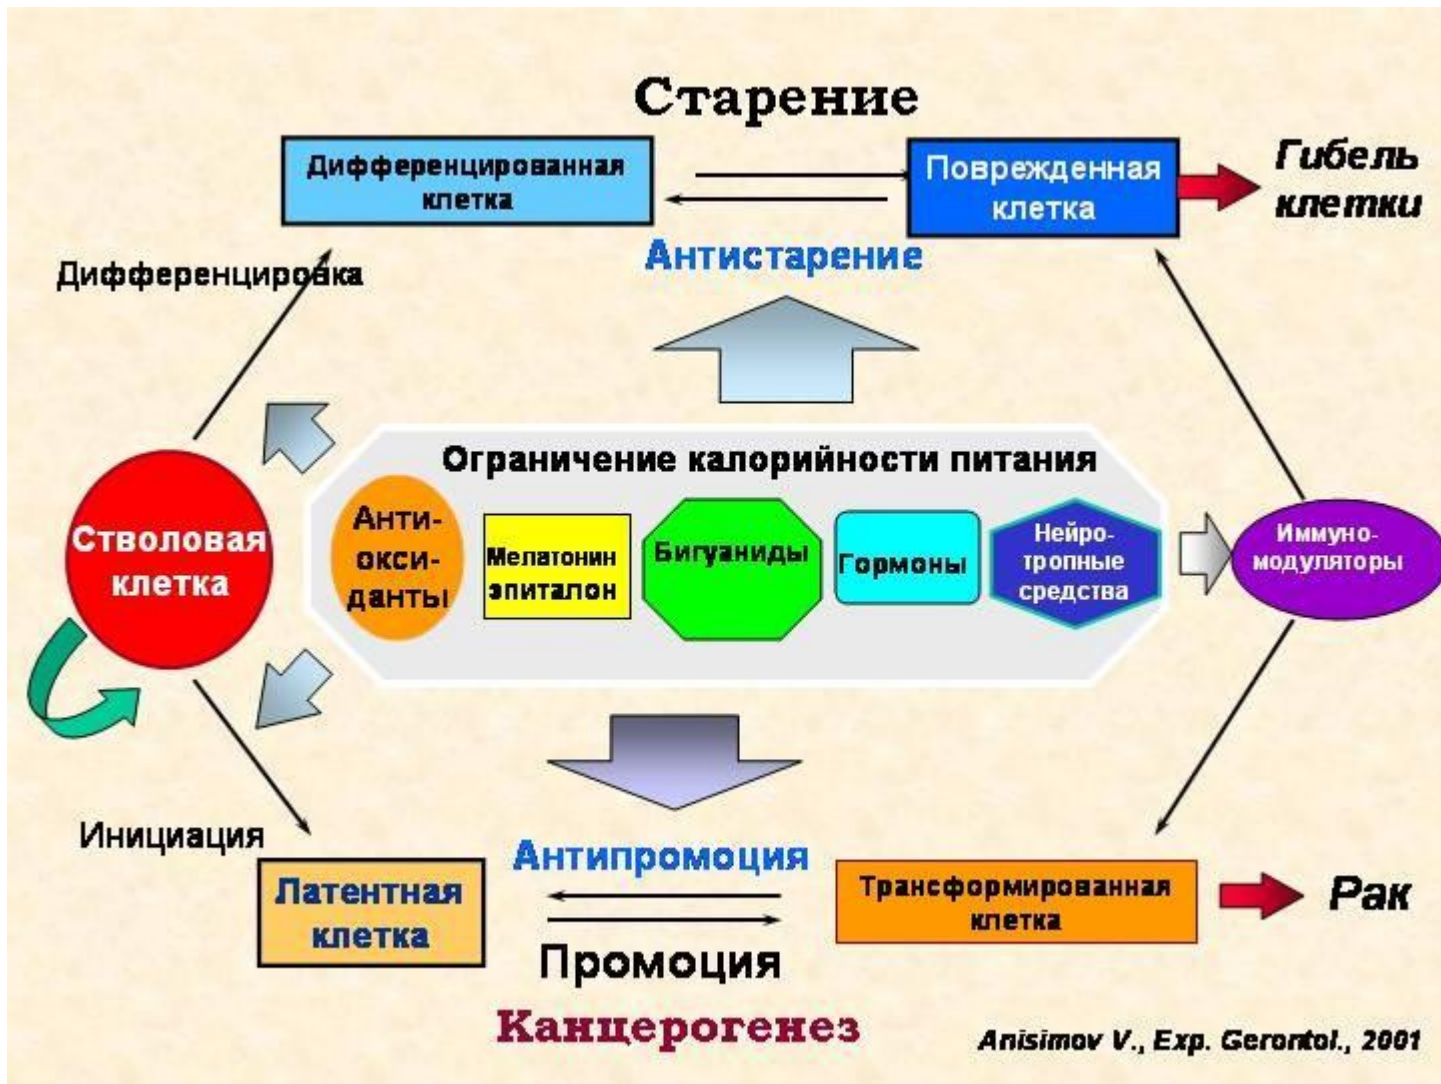 Старение
Дифференцированная
клетка
Поврежденная
клетка
Гибель
клетки
Антистарение
Дифференцировка
Ограничение калорийности питания
Стволовая
клетка
Анти-
окси-
данты
Мелатонин
эпиталон
Бигуаниды
Гормоны
Нейро-
тропные
средства
Иммуно-
модуляторы
Инициация
Латентная
клетка
Антипромоция
Промоция
Трансформированная
клетка
Рак
Канцерогенез
Anisimov V., Exp. Gerontol., 2001